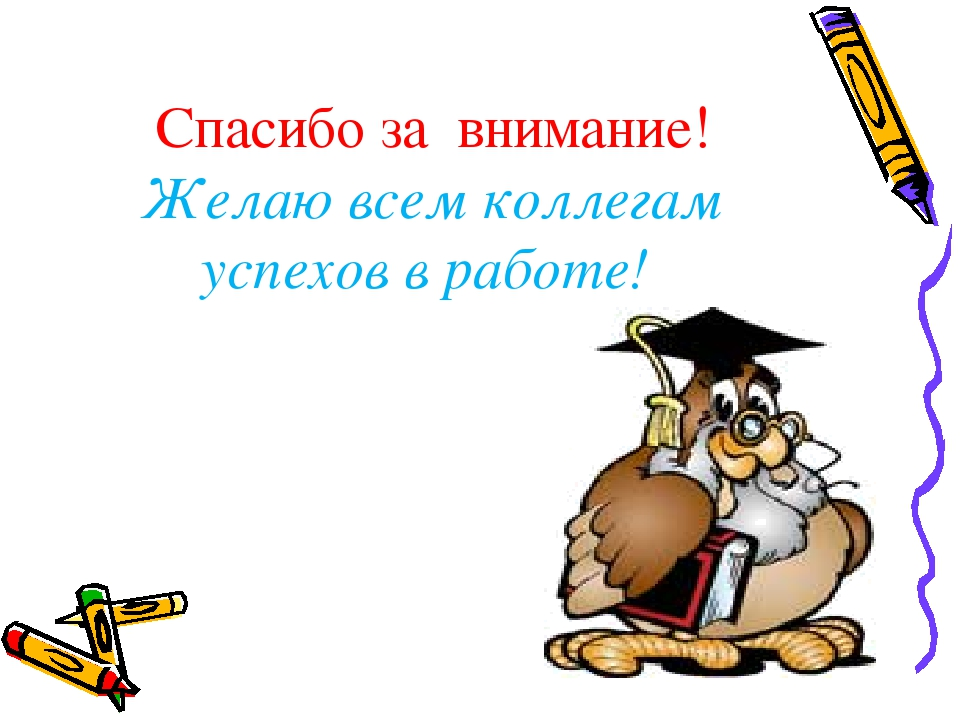 Спасибо за внимание!
Желаю всем коллегам
успехов в работе!